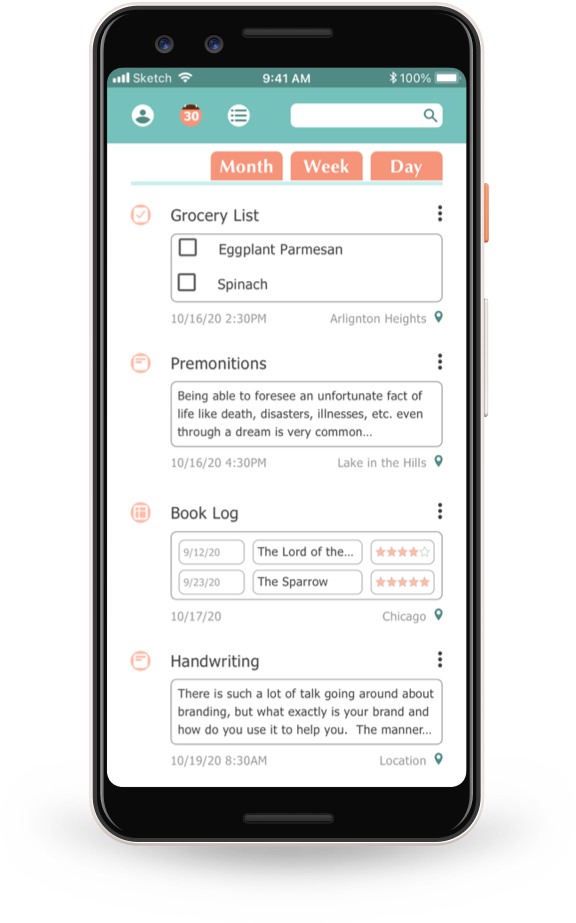 Sketch 9:41 AM 100%
30
Month Week Day
Grocery List
Eggplant Parmesan
Spinach
10/16/20 2:30PM Arlignton Heights
Premonitions
Being able to foresee an unfortunate fact of
life like death, disasters, illnesses, etc. even
through a dream is very common...
10/16/20 4:30PM Lake in the Hills
Book Log
9/12/20 The Lord of the...
9/23/20 The Sparrow
10/17/20 Chicago
Handwriting
There is such a lot of talk going around about
branding, but what exactly is your brand and
how do you use it to help you. The manner...
10/19/20 8:30AM Location